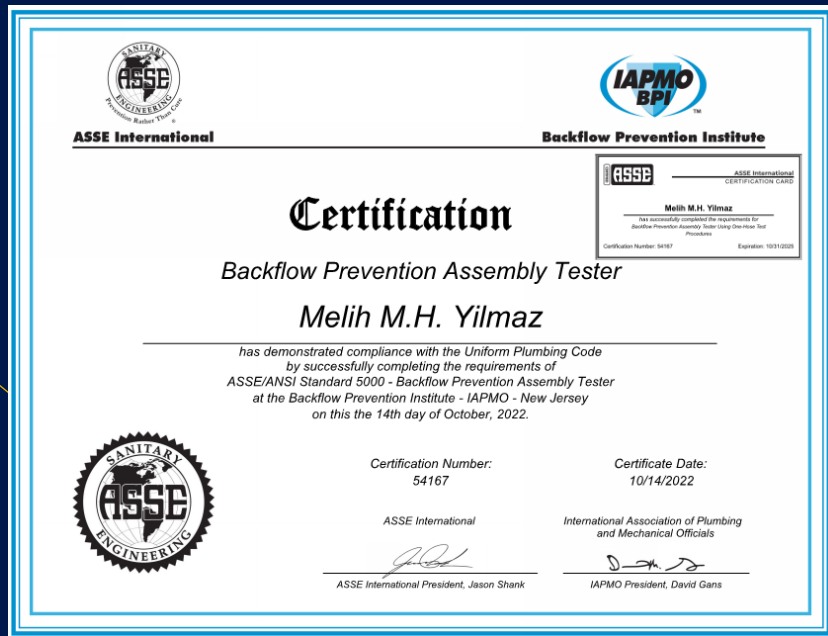 SANITARY
ASSE
ENGINEERING
Prevention Rather Than Cure
ASSE International
IAPMO
BPI
TM
Backflow Prevention Institute
ASSE
ASSE International
CERTIFICATION CARD
Melih M.H. Yilmaz
has successfully completed the requirements for
Backflow Prevention Assembly Tester Using One-Hose Test
Procedures
Certification Number: 54167
Expiration: 10/31/2025
Certification
Backflow Prevention Assembly Tester
Melih M.H. Yilmaz
has demonstrated compliance with the Uniform Plumbing Code
by successfully completing the requirements of
ASSE/ANSI Standard 5000 - Backflow Prevention Assembly Tester
at the Backflow Prevention Institute - IAPMO - New Jersey
on this the 14th day of October, 2022.
SANITARY
ASSE
ENGINEERING
Certification Number:
54167
Certificate Date:
10/14/2022
ASSE International
International Association of Plumbing
and Mechanical Officials
ASSE International President, Jason Shank
IAPMO President, David Gans